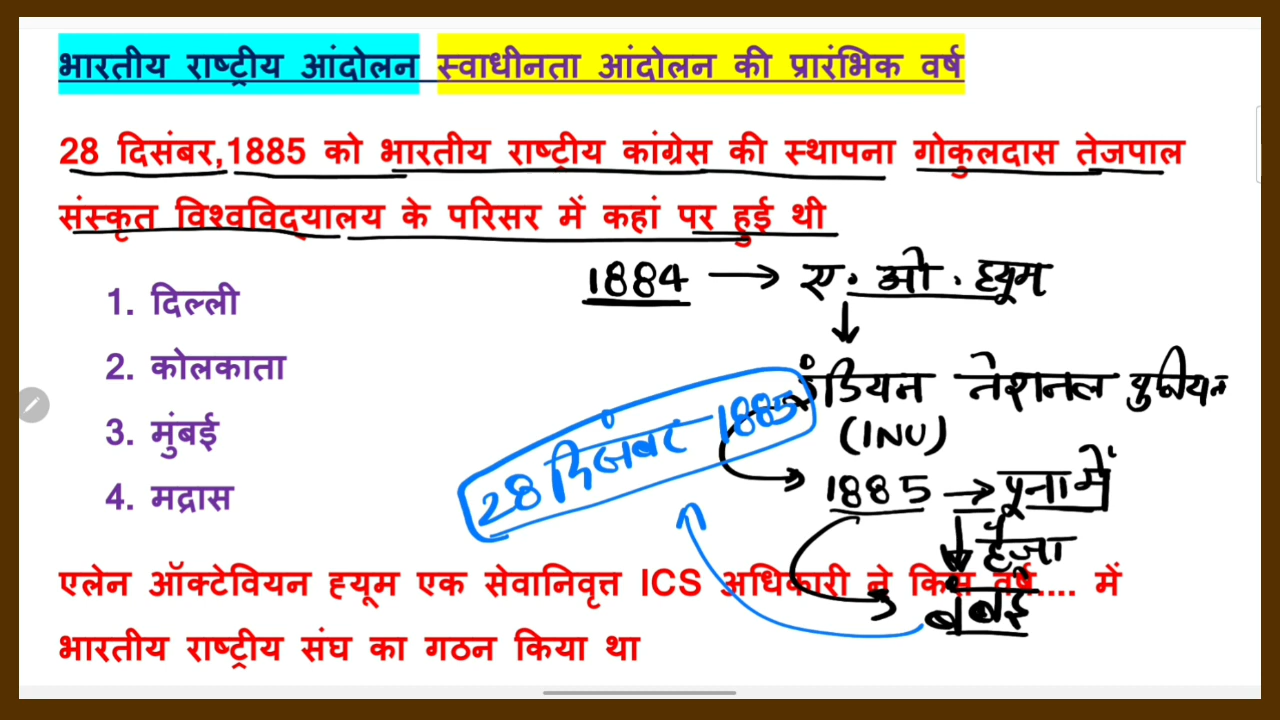 भारतीय राष्ट्रीय आंदोलन स्वाधीनता आंदोलन की प्रारंभिक वर्ष
28 दिसंबर,1885 को भारतीय राष्ट्रीय कांग्रेस की स्थापना गोकुलदास तेजपाल
संस्कृत विश्वविद्यालय के परिसर में कहां पर हुई थी
1884 → ए. ओ. ह्यूम
1. दिल्ली
2. कोलकाता
इंडियन नेशनल युनियन
(INU)
3. मुंबई
28 दिसंबर 1885
1885 → पूना में
4. मद्रास
हैजा
एलेन ऑक्टेवियन ह्यूम एक सेवानिवृत्त ICS अधिकारी ने किस वर्ष.... में
बंबई
भारतीय राष्ट्रीय संघ का गठन किया था